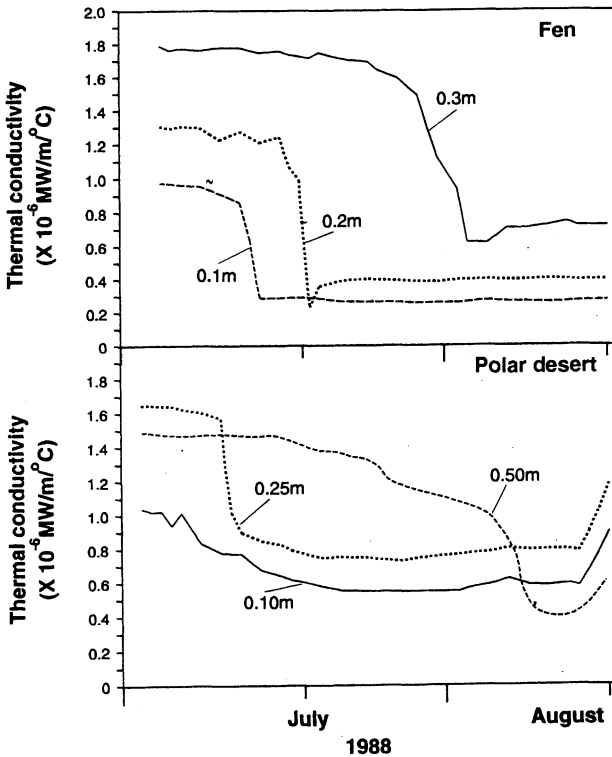 Fen
Thermal conductivity
(X 10⁻⁶ MW/m/°C)
2.0
1.8
1.6
1.4
1.2
1.0
0.8
0.6
0.4
0.2
0
0.3m
0.2m
0.1m
Polar desert
Thermal conductivity
(X 10⁻⁶ MW/m/°C)
1.8
1.6
1.4
1.2
1.0
0.8
0.6
0.4
0.2
0
0.25m
0.50m
0.10m
July
August
1988